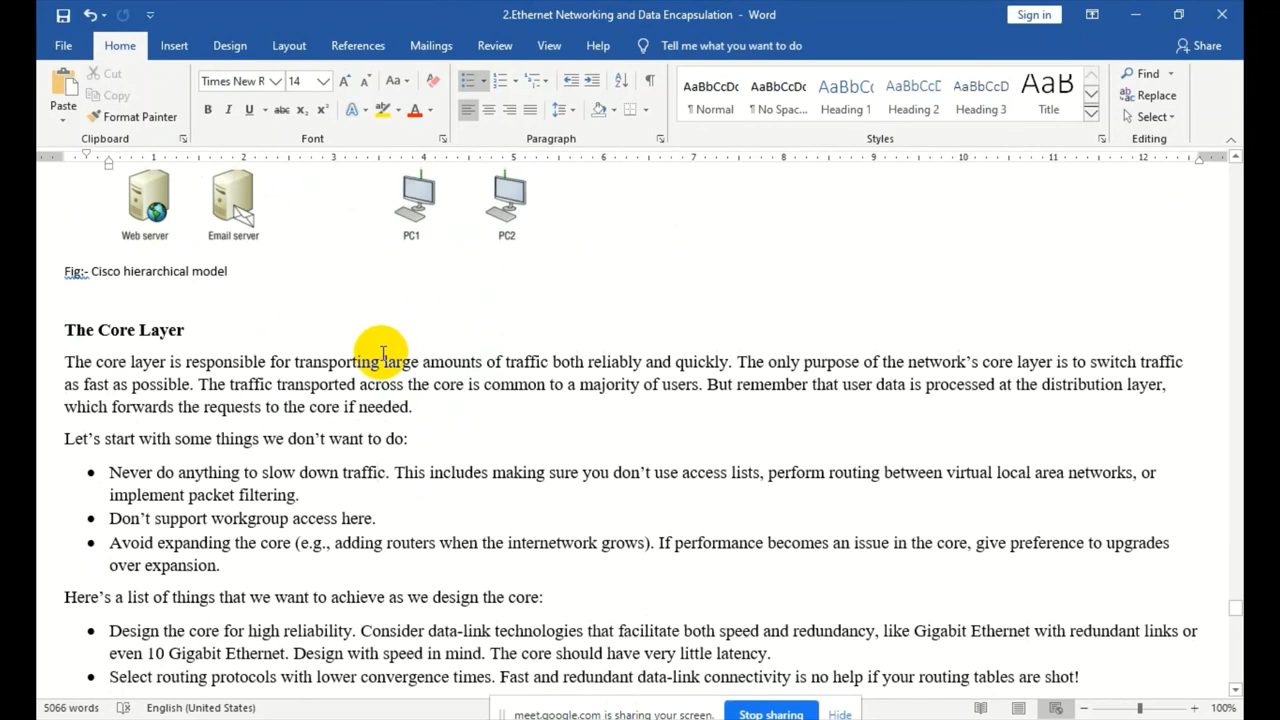 2.Ethernet Networking and Data Encapsulation - Word
Sign in
File Home Insert Design Layout References Mailings Review View Help Tell me what you want to do
Share
Paste
Cut
Copy
Format Painter
Clipboard
Times New R 14
Font
Paragraph
AaBbCcDc AaBbCcDc AaBbC AaBbCcC AaBbCcD AaB
¶ Normal ¶ No Spac... Heading 1 Heading 2 Heading 3 Title
Styles
Find
Replace
Select
Editing
1 2 3 4 5 6 7 8 9 10 11 12
Web server Email server PC1 PC2
Fig:- Cisco hierarchical model
The Core Layer
The core layer is responsible for transporting large amounts of traffic both reliably and quickly. The only purpose of the network’s core layer is to switch traffic
as fast as possible. The traffic transported across the core is common to a majority of users. But remember that user data is processed at the distribution layer,
which forwards the requests to the core if needed.
Let’s start with some things we don’t want to do:
• Never do anything to slow down traffic. This includes making sure you don’t use access lists, perform routing between virtual local area networks, or
implement packet filtering.
• Don’t support workgroup access here.
• Avoid expanding the core (e.g., adding routers when the internetwork grows). If performance becomes an issue in the core, give preference to upgrades
over expansion.
Here’s a list of things that we want to achieve as we design the core:
• Design the core for high reliability. Consider data-link technologies that facilitate both speed and redundancy, like Gigabit Ethernet with redundant links or
even 10 Gigabit Ethernet. Design with speed in mind. The core should have very little latency.
• Select routing protocols with lower convergence times. Fast and redundant data-link connectivity is no help if your routing tables are shot!
5066 words English (United States) 100%
meet.google.com is sharing your screen. Stop sharing Hide